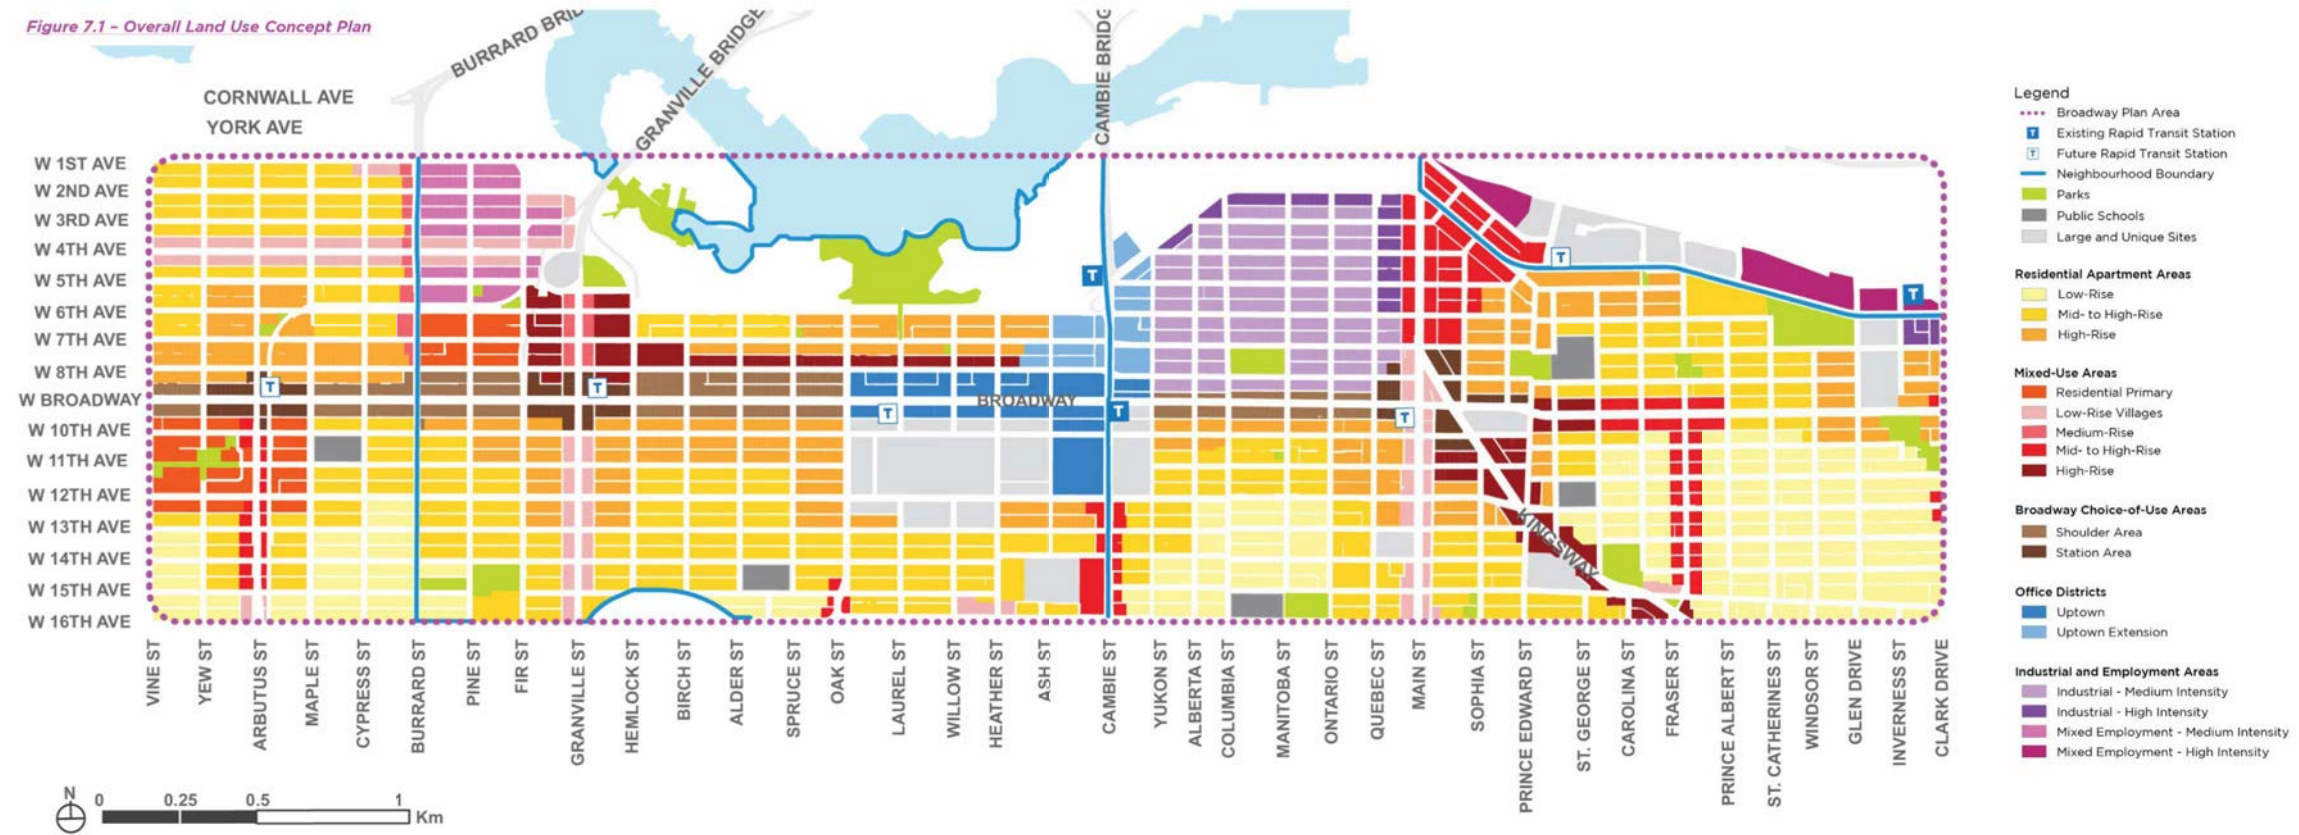 Figure 7.1 – Overall Land Use Concept Plan
BURRARD BRID
GRANVILLE BRIDGE
CAMBIE BRIDG
CORNWALL AVE
YORK AVE
W 1ST AVE
W 2ND AVE
W 3RD AVE
W 4TH AVE
W 5TH AVE
W 6TH AVE
W 7TH AVE
W 8TH AVE
W BROADWAY
W 10TH AVE
W 11TH AVE
W 12TH AVE
W 13TH AVE
W 14TH AVE
W 15TH AVE
W 16TH AVE
T
T
T
T
T
T
T
T
BROADWAY
KINGSWAY
VINE ST
YEW ST
ARBUTUS ST
MAPLE ST
CYPRESS ST
BURRARD ST
PINE ST
FIR ST
GRANVILLE ST
HEMLOCK ST
BIRCH ST
ALDER ST
SPRUCE ST
OAK ST
LAUREL ST
WILLOW ST
HEATHER ST
ASH ST
CAMBIE ST
YUKON ST
ALBERTA ST
COLUMBIA ST
MANITOBA ST
ONTARIO ST
QUEBEC ST
MAIN ST
SOPHIA ST
PRINCE EDWARD ST
ST. GEORGE ST
CAROLINA ST
FRASER ST
PRINCE ALBERT ST
ST. CATHERINES ST
WINDSOR ST
GLEN DRIVE
INVERNESS ST
CLARK DRIVE
N
0 0.25 0.5 1
Km
Legend
Broadway Plan Area
T Existing Rapid Transit Station
T Future Rapid Transit Station
Neighbourhood Boundary
Parks
Public Schools
Large and Unique Sites
Residential Apartment Areas
Low-Rise
Mid- to High-Rise
High-Rise
Mixed-Use Areas
Residential Primary
Low-Rise Villages
Medium-Rise
Mid- to High-Rise
High-Rise
Broadway Choice-of-Use Areas
Shoulder Area
Station Area
Office Districts
Uptown
Uptown Extension
Industrial and Employment Areas
Industrial - Medium Intensity
Industrial - High Intensity
Mixed Employment - Medium Intensity
Mixed Employment - High Intensity